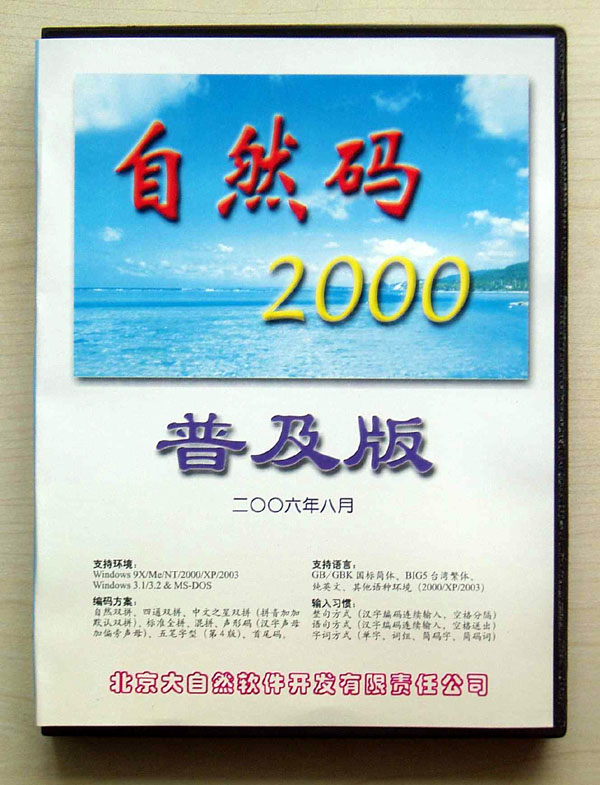 自然码
2000
普及版
二〇〇六年八月
支持环境:
Windows 9X/Me/NT/2000/XP/2003
Windows 3.1/3.2 & MS-DOS
编码方案:
自然双拼、四通双拼、中文之星双拼(拼音加加
默认双拼)、标准全拼、混拼、声形码(汉字声母
加偏旁声母)、五笔字型(第4版)、首尾码。
支持语言:
GB/GBK 国标简体、BIG5 台湾繁体、
纯英文、其他语种环境(2000/XP/2003)
输入习惯:
整句方式(汉字编码连续输入,空格分隔)
语句方式(汉字编码连续输入,空格送出)
字词方式(单字、词组、简码字、简码词)
北京大自然软件开发有限责任公司